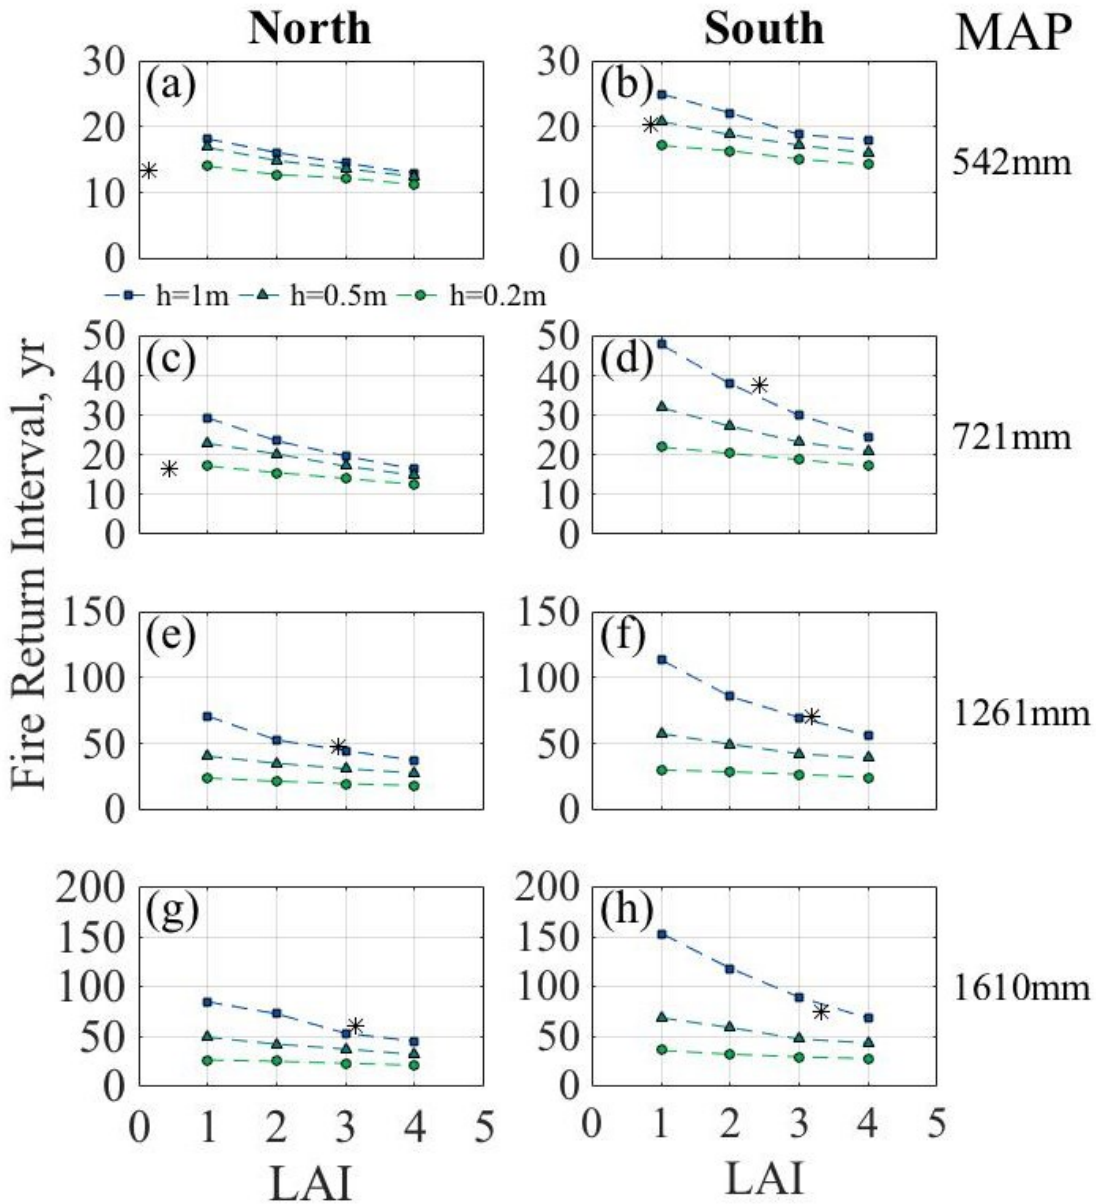 North South MAP
30 (a) 30 (b)
20 20 542mm
10 10
0 0
h=1m h=0.5m h=0.2m
Fire Return Interval, yr
50 (c) 50 (d)
40 40
30 30 721mm
20 20
10 10
0 0
150 (e) 150 (f)
100 100 1261mm
50 50
0 0
200 (g) 200 (h)
150 150
100 100 1610mm
50 50
0 0
0 1 2 3 4 5 0 1 2 3 4 5
LAI LAI